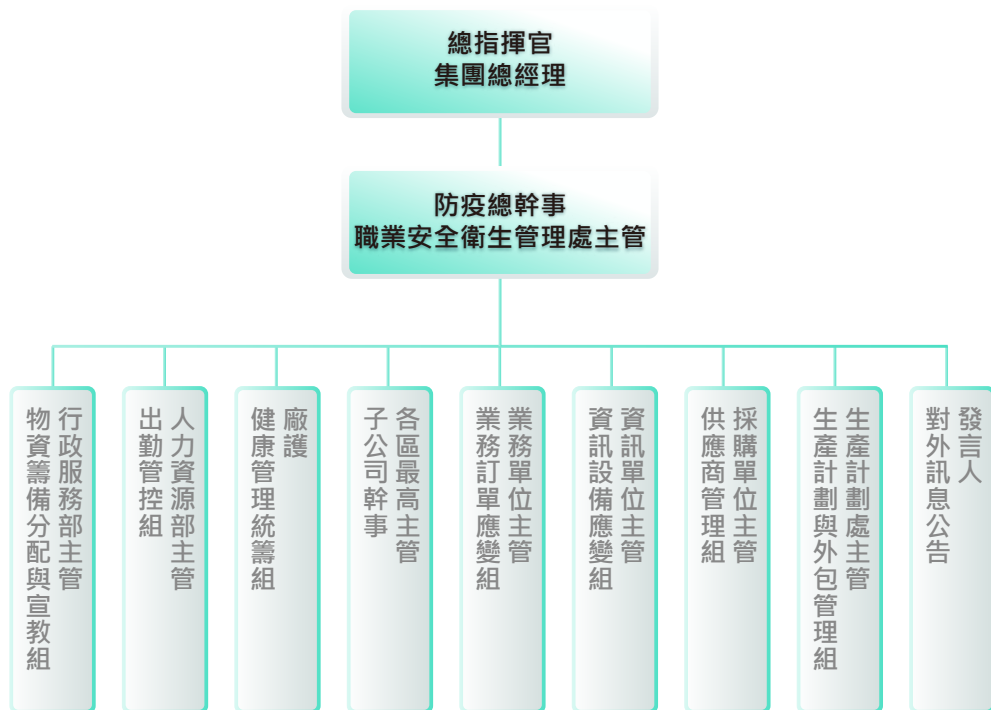 總指揮官
集團總經理
防疫總幹事
職業安全衛生管理處主管
行政服務部主管
物資籌備分配與宣教組
人力資源部主管
出勤管控組
廠護
健康管理統籌組
各區最高主管
子公司幹事
業務單位主管
業務訂單應變組
資訊單位主管
資訊設備應變組
採購單位主管
供應商管理組
生產計劃處主管
生產計劃與外包管理組
發言人
對外訊息公告